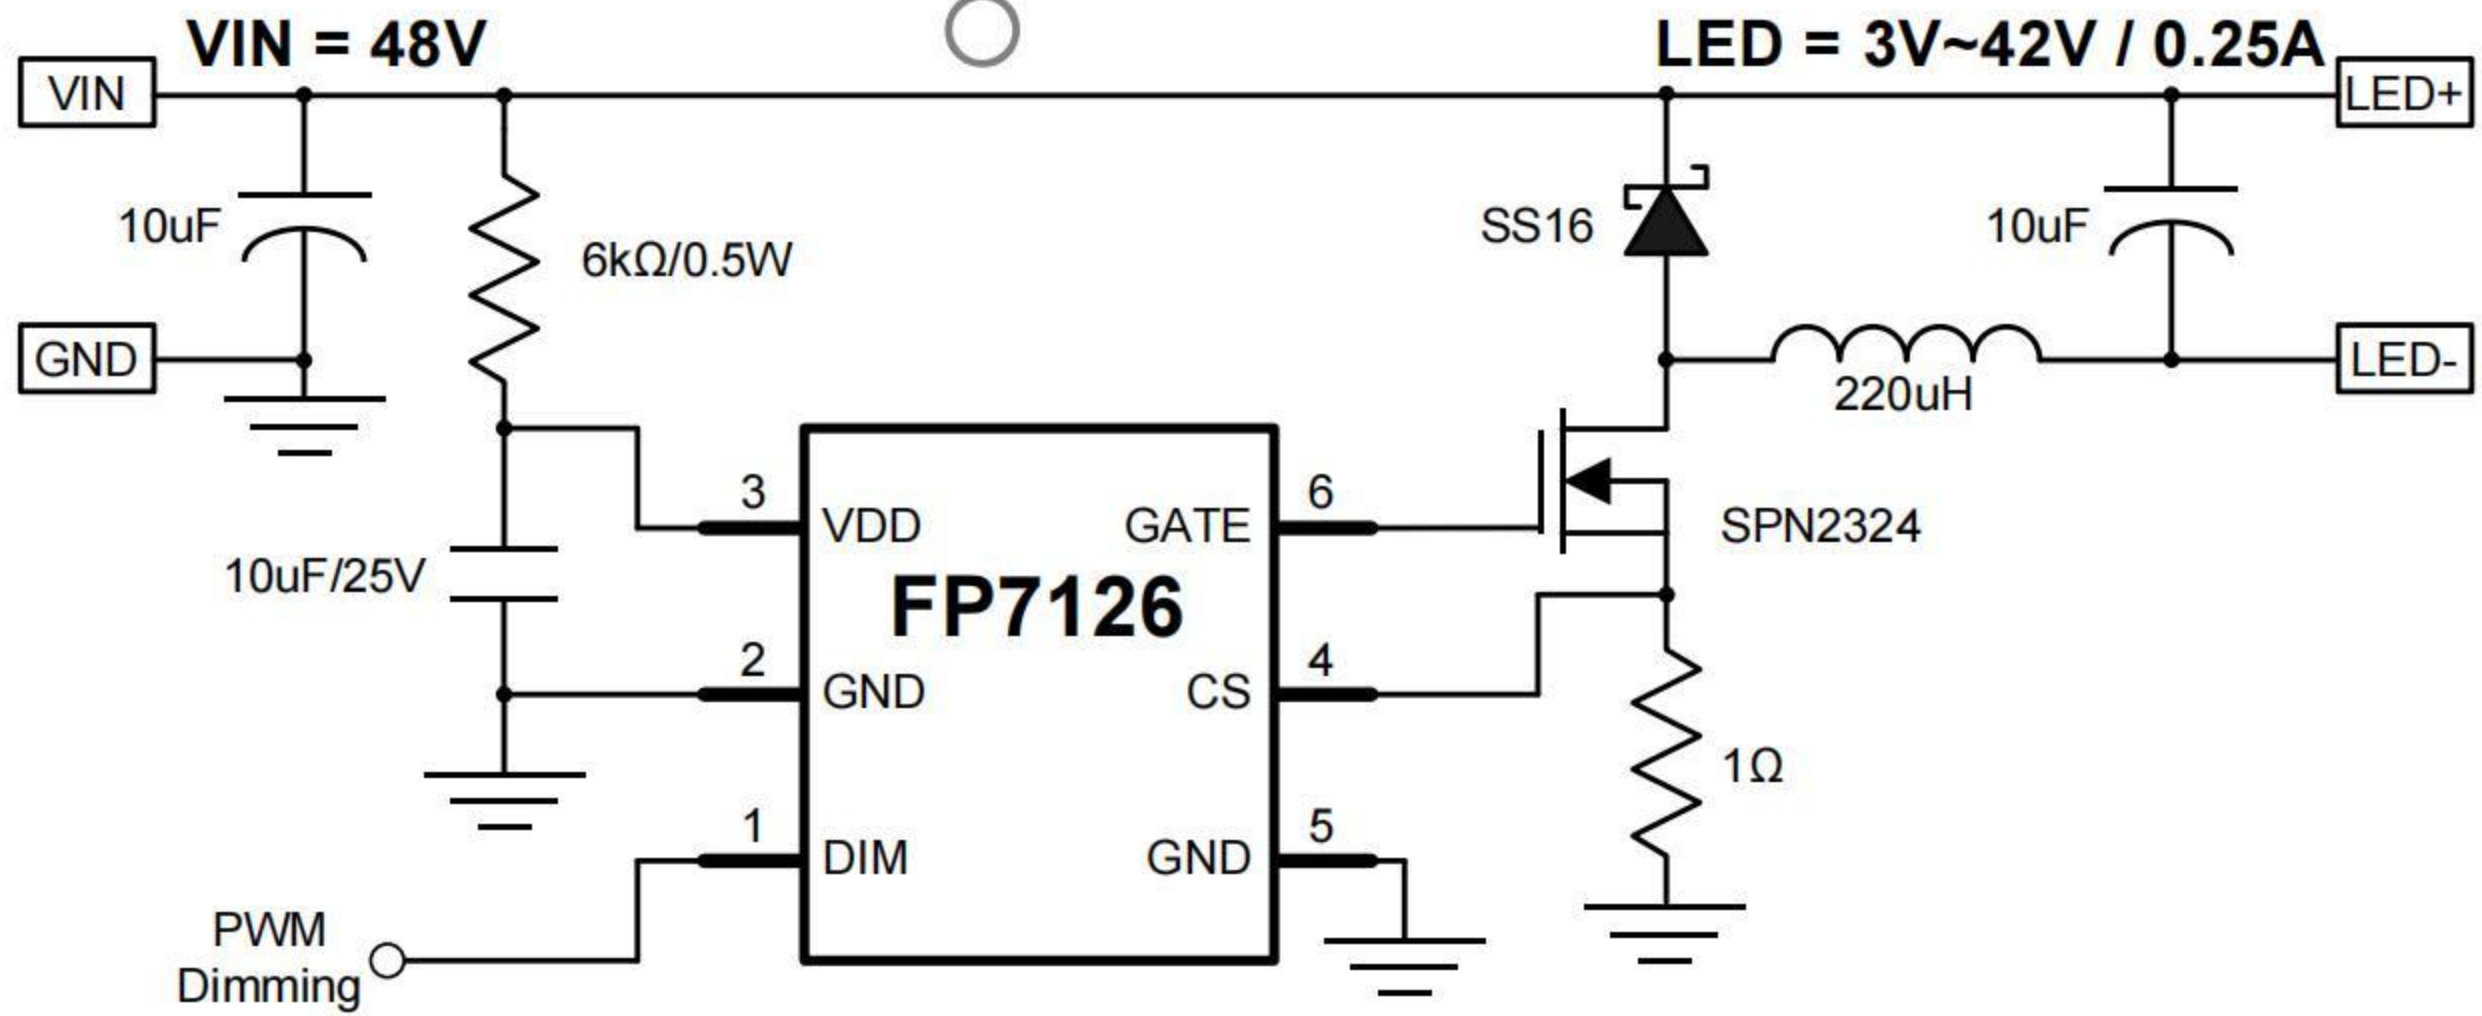 VIN = 48V
LED = 3V~42V / 0.25A
VIN
LED+
10uF
6kΩ/0.5W
SS16
10uF
GND
LED-
220uH
3
VDD
GATE
6
SPN2324
10uF/25V
FP7126
2
GND
CS
4
1Ω
1
DIM
GND
5
PWM
Dimming